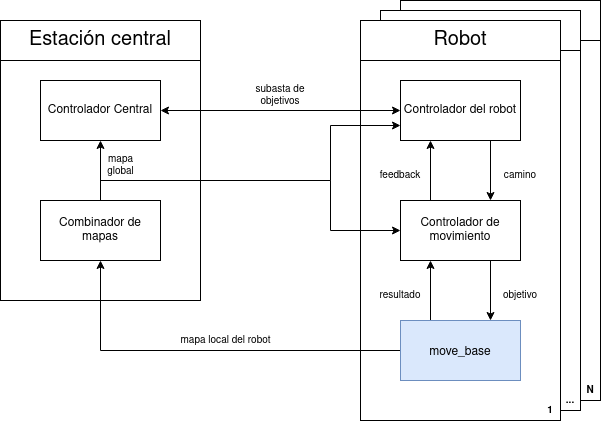 Estación central
Robot
Controlador Central
subasta de
objetivos
Controlador del robot
mapa
global
feedback
camino
Combinador de
mapas
Controlador de
movimiento
resultado
objetivo
mapa local del robot
move_base
1
...
N